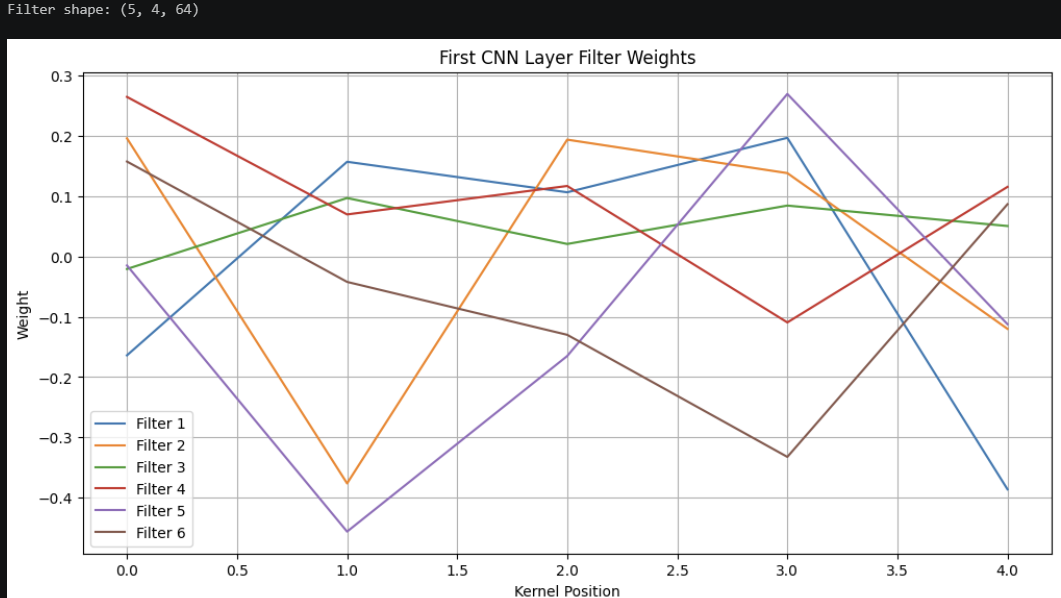 Filter shape: (5, 4, 64)
First CNN Layer Filter Weights
0.3
0.2
0.1
0.0
−0.1
−0.2
−0.3
−0.4
Weight
Filter 1
Filter 2
Filter 3
Filter 4
Filter 5
Filter 6
0.0 0.5 1.0 1.5 2.0 2.5 3.0 3.5 4.0
Kernel Position